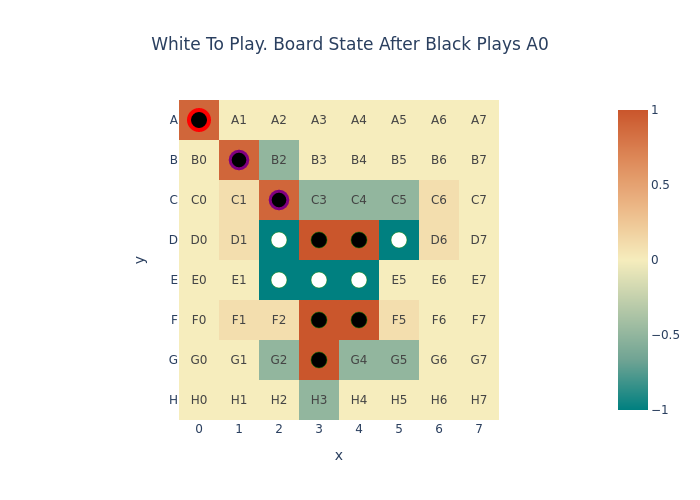 White To Play. Board State After Black Plays A0
A A1 A2 A3 A4 A5 A6 A7
B B0 B2 B3 B4 B5 B6 B7
C C0 C1 C3 C4 C5 C6 C7
D D0 D1 D6 D7
E E0 E1 E5 E6 E7
F F0 F1 F2 F5 F6 F7
G G0 G1 G2 G4 G5 G6 G7
H H0 H1 H2 H3 H4 H5 H6 H7
0 1 2 3 4 5 6 7
x
y
1
0.5
0
−0.5
−1